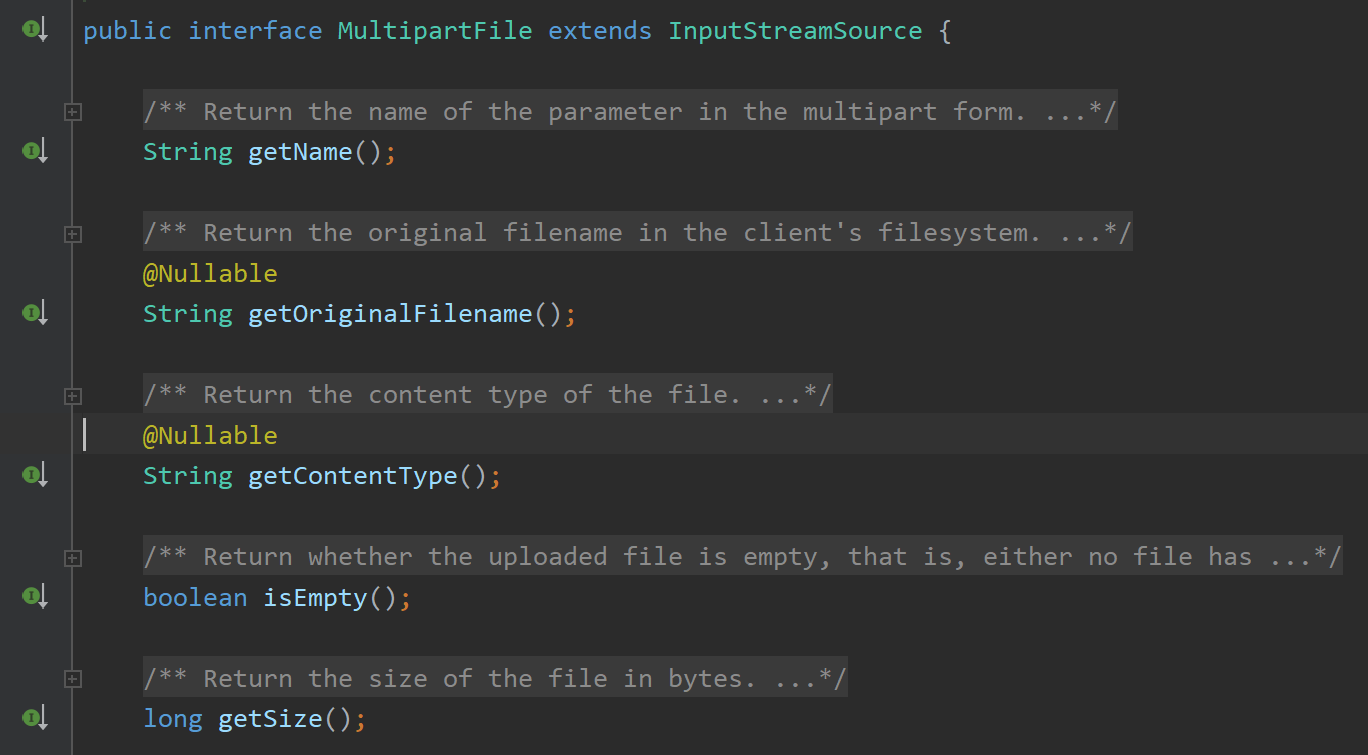 public interface MultipartFile extends InputStreamSource {
/** Return the name of the parameter in the multipart form. ...*/
String getName();
/** Return the original filename in the client's filesystem. ...*/
@Nullable
String getOriginalFilename();
/** Return the content type of the file. ...*/
@Nullable
String getContentType();
/** Return whether the uploaded file is empty, that is, either no file has ...*/
boolean isEmpty();
/** Return the size of the file in bytes. ...*/
long getSize();